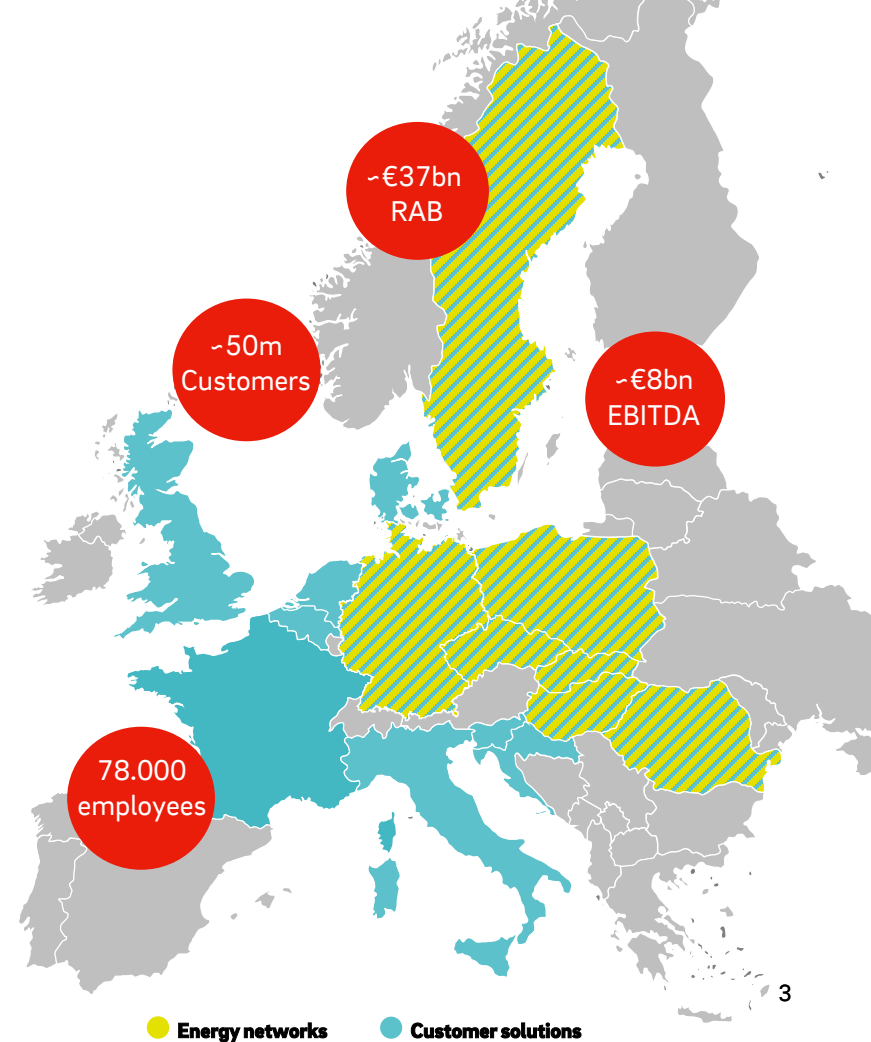 ~€37bn
RAB
~50m
Customers
~€8bn
EBITDA
78.000
employees
3
Energy networks
Customer solutions